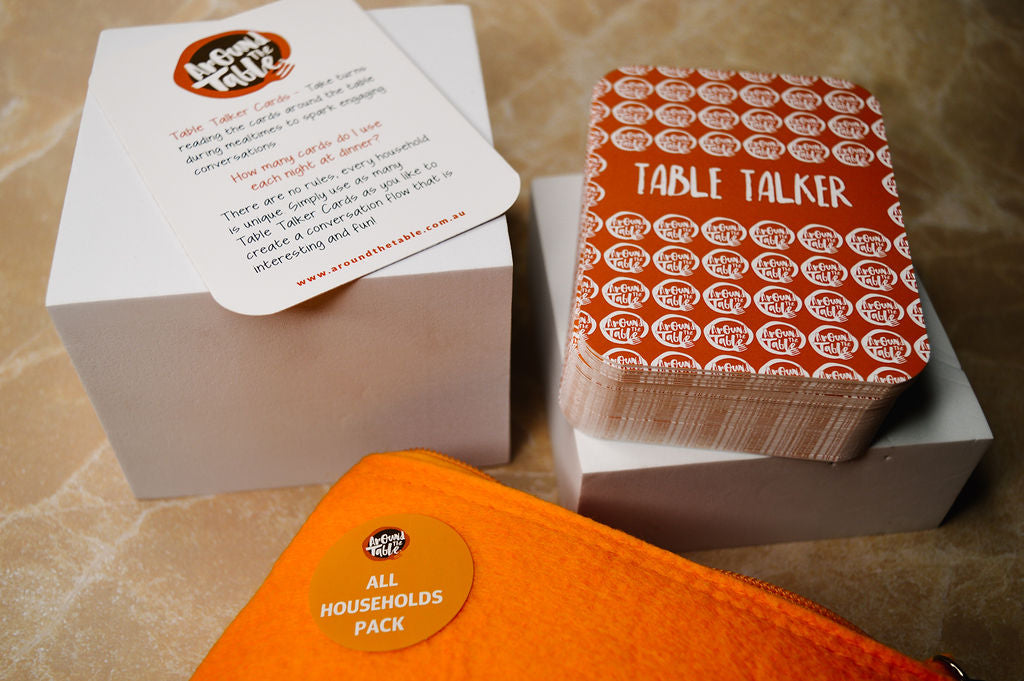 Around
The
Table
Table Talker Cards - Take turns
reading the cards around the table
during mealtimes to spark engaging
conversations
How many cards do I use
each night at dinner?
There are no rules, every household
is unique. Simply use as many
Table Talker Cards as you like to
create a conversation flow that is
interesting and fun!
www.aroundthetable.com.au
TABLE TALKER
Around
The
Table
Around
The
Table
ALL
HOUSEHOLDS
PACK